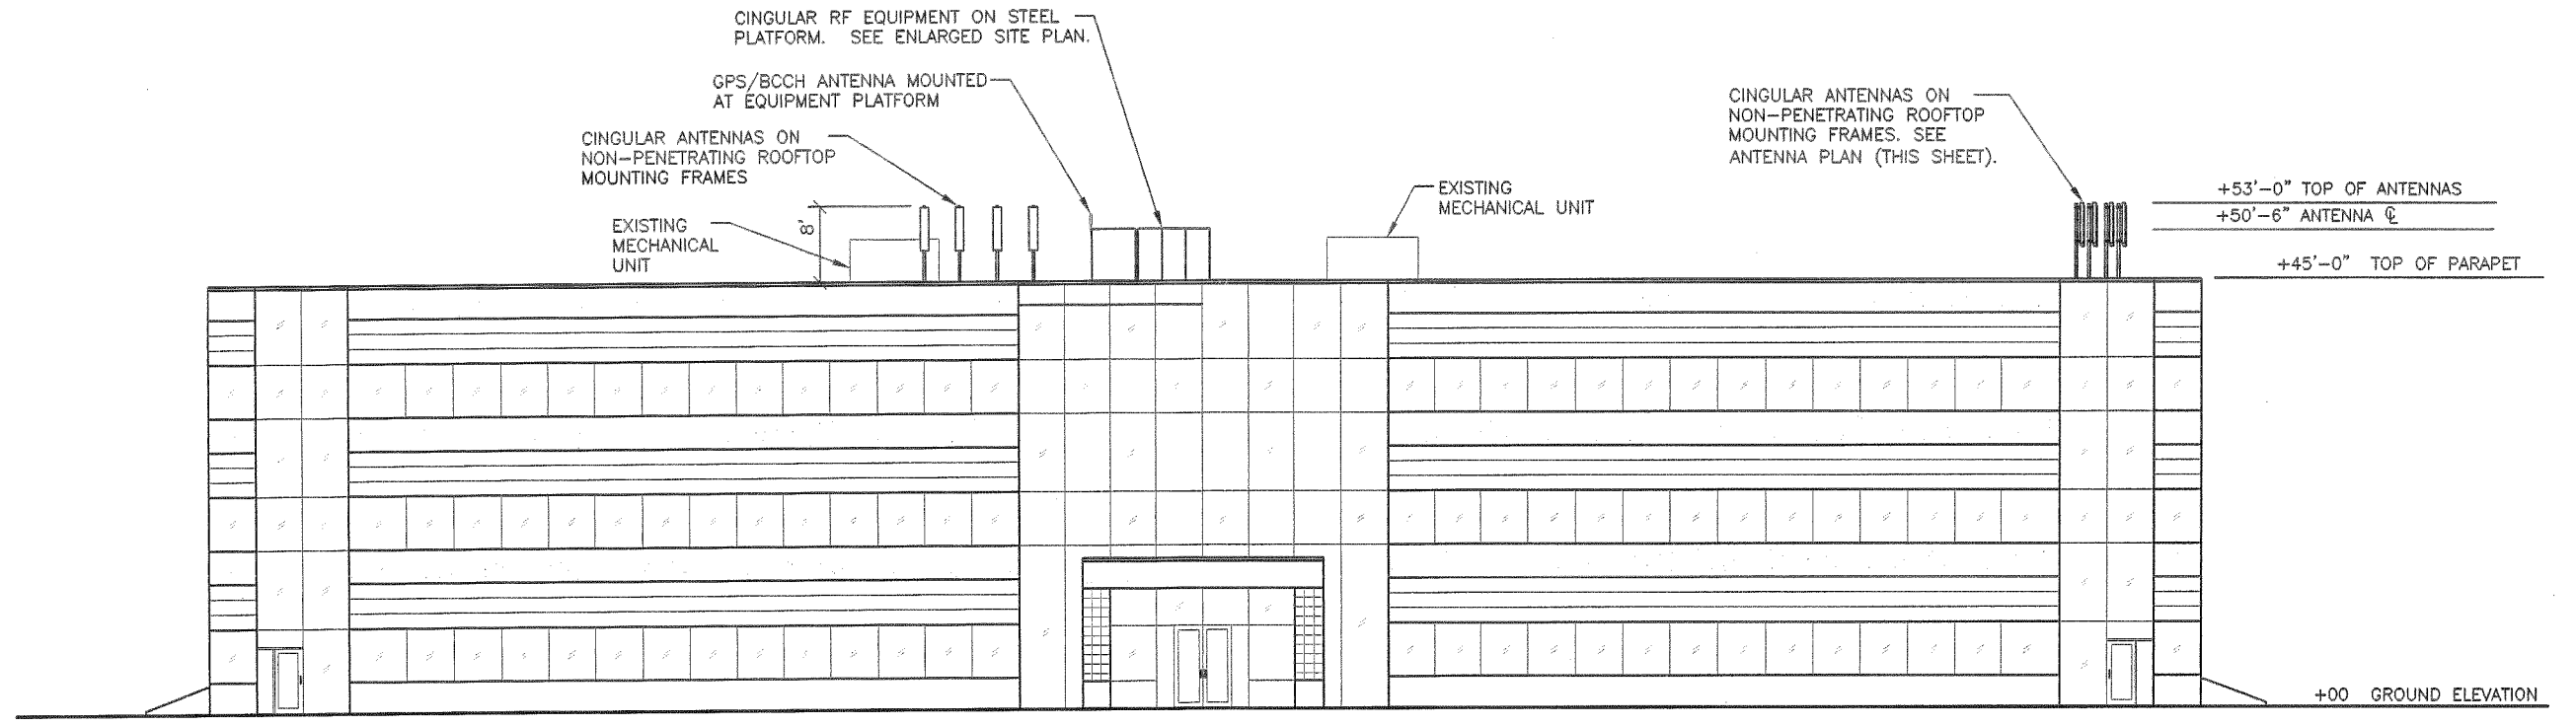 CINGULAR RF EQUIPMENT ON STEEL
PLATFORM. SEE ENLARGED SITE PLAN.
GPS/BCCH ANTENNA MOUNTED
AT EQUIPMENT PLATFORM
CINGULAR ANTENNAS ON
NON-PENETRATING ROOFTOP
MOUNTING FRAMES
EXISTING
MECHANICAL
UNIT
8'
EXISTING
MECHANICAL UNIT
CINGULAR ANTENNAS ON
NON-PENETRATING ROOFTOP
MOUNTING FRAMES. SEE
ANTENNA PLAN (THIS SHEET).
+53'-0" TOP OF ANTENNAS
+50'-6" ANTENNA ℄
+45'-0" TOP OF PARAPET
+00 GROUND ELEVATION